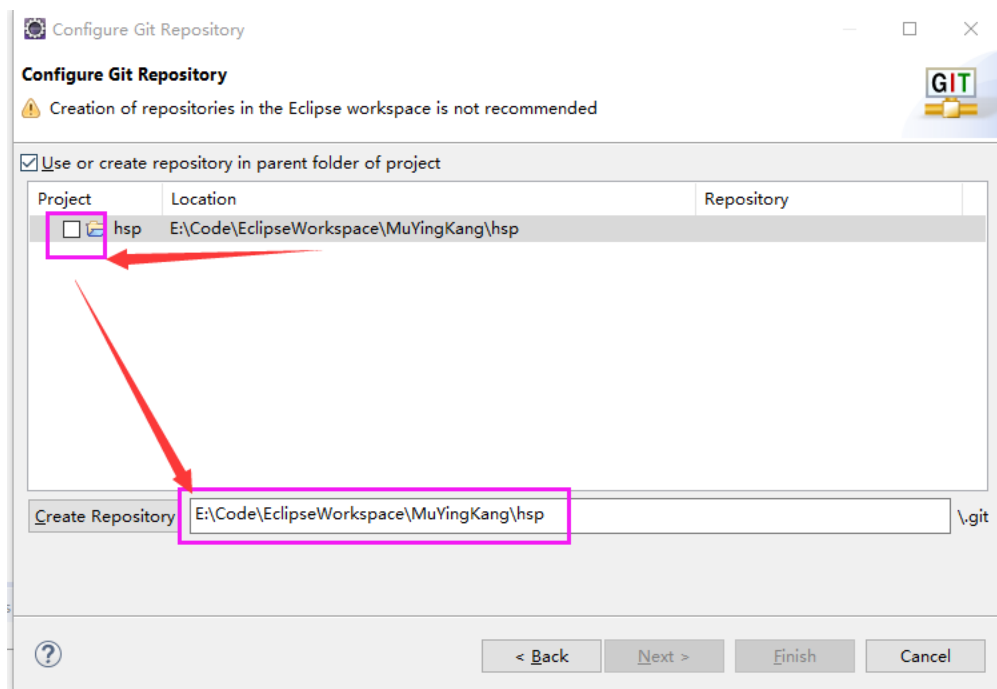 Configure Git Repository
Configure Git Repository
GIT
Creation of repositories in the Eclipse workspace is not recommended
Use or create repository in parent folder of project
Project Location Repository
hsp E:\Code\EclipseWorkspace\MuYingKang\hsp
Create Repository E:\Code\EclipseWorkspace\MuYingKang\hsp \.git
? < Back Next > Finish Cancel